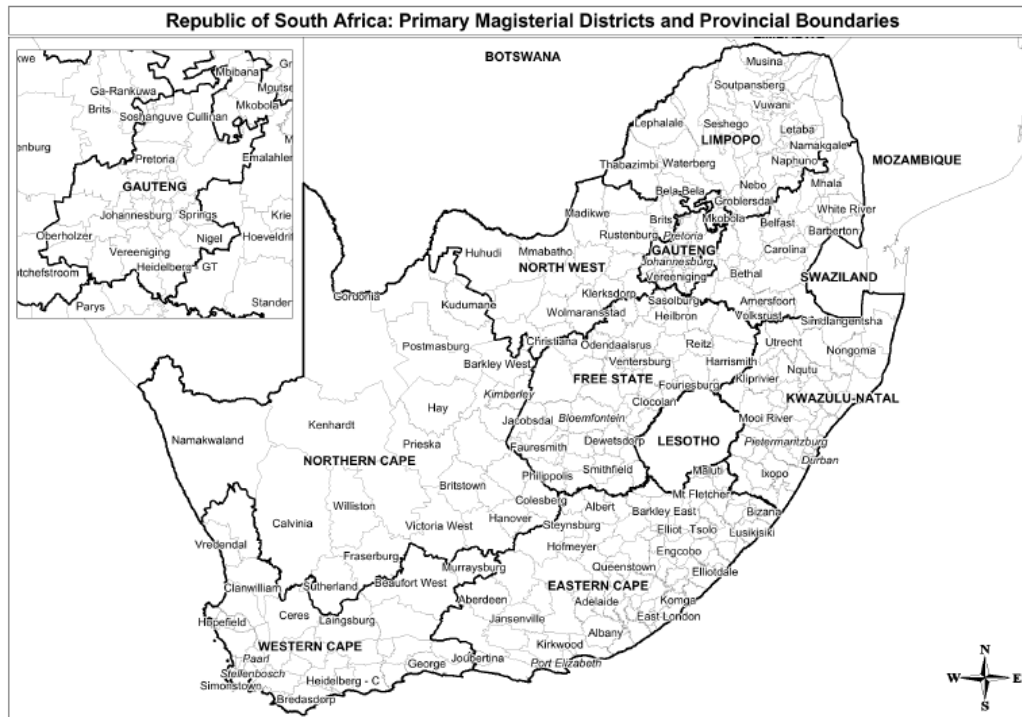 Republic of South Africa: Primary Magisterial Districts and Provincial Boundaries
BOTSWANA
Musina
Soutpansberg
Vuwani
Lephalale
Seshego
Letaba
LIMPOPO
Namakgale
MOZAMBIQUE
Thabazimbi
Waterberg
Naphuno
Bela-Bela
Nebo
Mhala
Groblersdal
Madikwe
Brits
Mkobola
Belfast
White River
Rustenburg
Pretoria
Barberton
Huhudi
Mmabatho
GAUTENG
Carolina
NORTH WEST
Johannesburg
Vereeniging
Bethal
SWAZILAND
Gordonia
Klerksdorp
Sasolburg
Amersfoort
Kudumane
Wolmaransstad
Heilbron
Volksrust
Simdlangentsha
Postmasburg
Christiana
Odendaalsrus
Reitz
Utrecht
Nongoma
Barkley West
Ventersburg
Harrismith
Nqutu
FREE STATE
Fouriesburg
Kliprivier
Kimberley
Clocolan
KWAZULU-NATAL
Hay
Kenhardt
Jacobsdal
Bloemfontein
Mooi River
Namakwaland
Prieska
Fauresmith
Dewetsdorp
LESOTHO
Pietermaritzburg
NORTHERN CAPE
Durban
Philippolis
Smithfield
Maluti
Ixopo
Britstown
Mt Fletcher
Williston
Colesberg
Albert
Barkley East
Bizana
Calvinia
Victoria West
Hanover
Steynsburg
Elliot
Tsolo
Lusikisiki
Vredendal
Hofmeyer
Engcobo
Fraserburg
Murraysburg
Queenstown
Elliotdale
Clanwilliam
Sutherland
Beaufort West
EASTERN CAPE
Aberdeen
Adelaide
Komga
Hopefield
Ceres
Laingsburg
Jansenville
East London
Albany
WESTERN CAPE
Kirkwood
Paarl
George
Joubertina
Port Elizabeth
Stellenbosch
Simonstown
Heidelberg - C
Bredasdorp
kwe
Mbibana
Gr
Ga-Rankuwa
Moutse
Brits
Soshanguve
Cullinan
Mkobola
M
enburg
Pretoria
Emalahler
GAUTENG
Johannesburg
Springs
Krie
Oberholzer
Nigel
Hoeveldrif
Vereeniging
utchefstroom
Heidelberg - GT
Parys
Stander
N
W
E
S